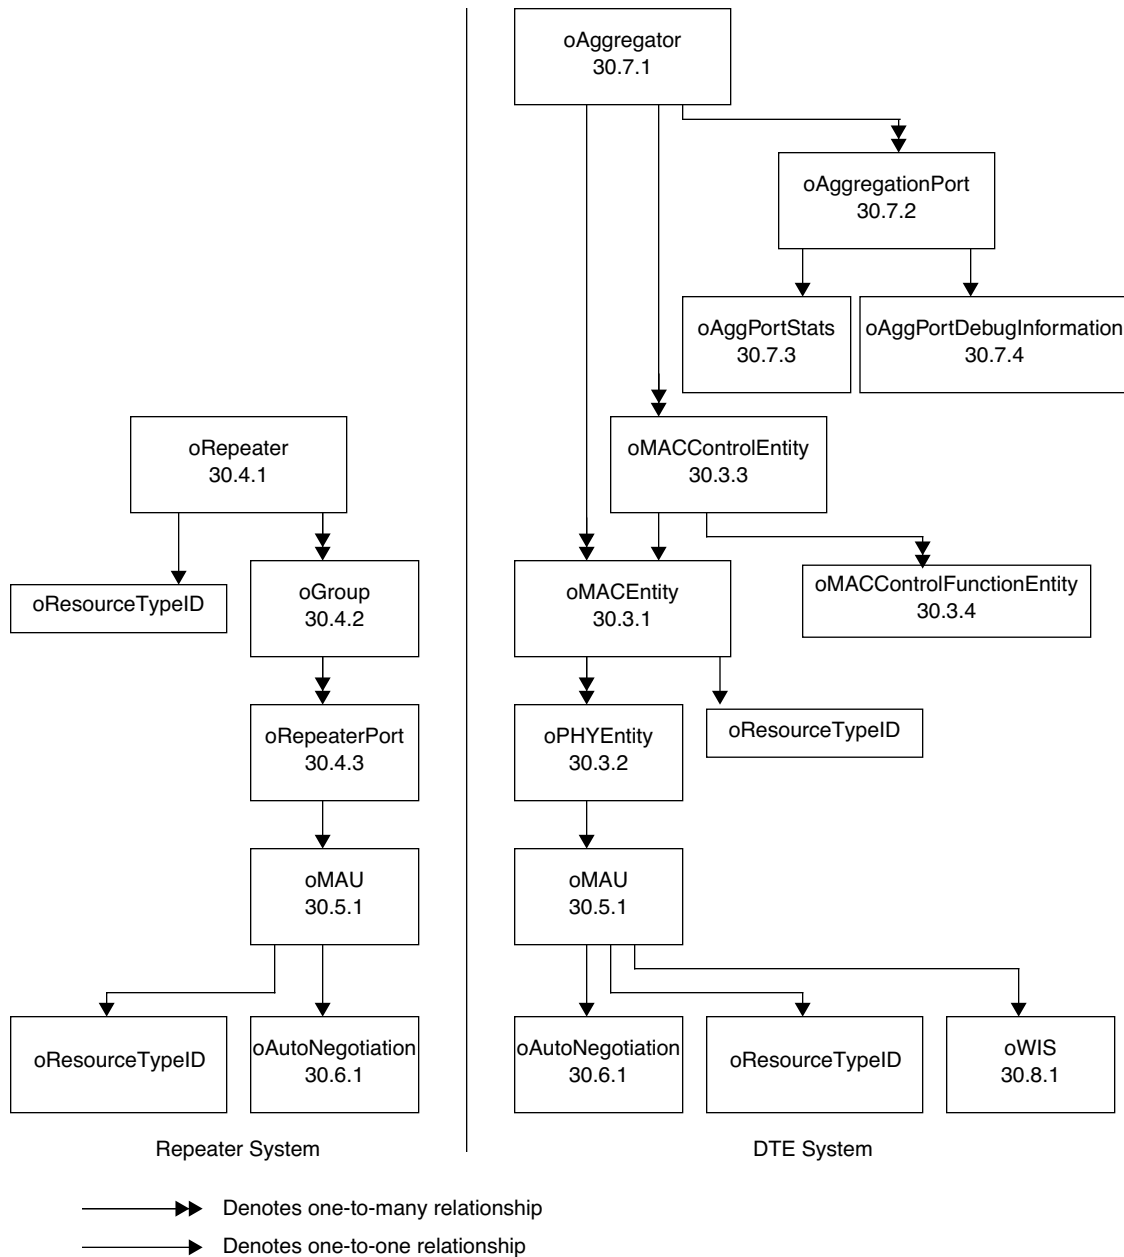 oAggregator
30.7.1
oAggregationPort
30.7.2
oAggPortStats
30.7.3
oAggPortDebugInformation
30.7.4
oRepeater
30.4.1
oMACControlEntity
30.3.3
oResourceTypeID
oGroup
30.4.2
oMACEntity
30.3.1
oMACControlFunctionEntity
30.3.4
oRepeaterPort
30.4.3
oPHYEntity
30.3.2
oResourceTypeID
oMAU
30.5.1
oMAU
30.5.1
oResourceTypeID
oAutoNegotiation
30.6.1
oAutoNegotiation
30.6.1
oResourceTypeID
oWIS
30.8.1
Repeater System
DTE System
Denotes one-to-many relationship
Denotes one-to-one relationship